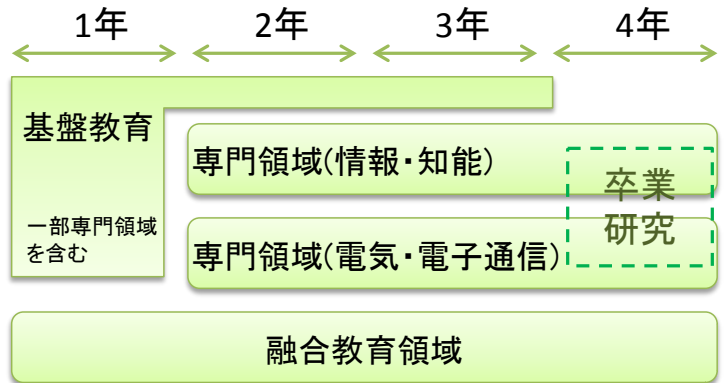 1年 2年 3年 4年
基盤教育
一部専門領域
を含む
専門領域(情報・知能)
専門領域(電気・電子通信)
卒業
研究
融合教育領域